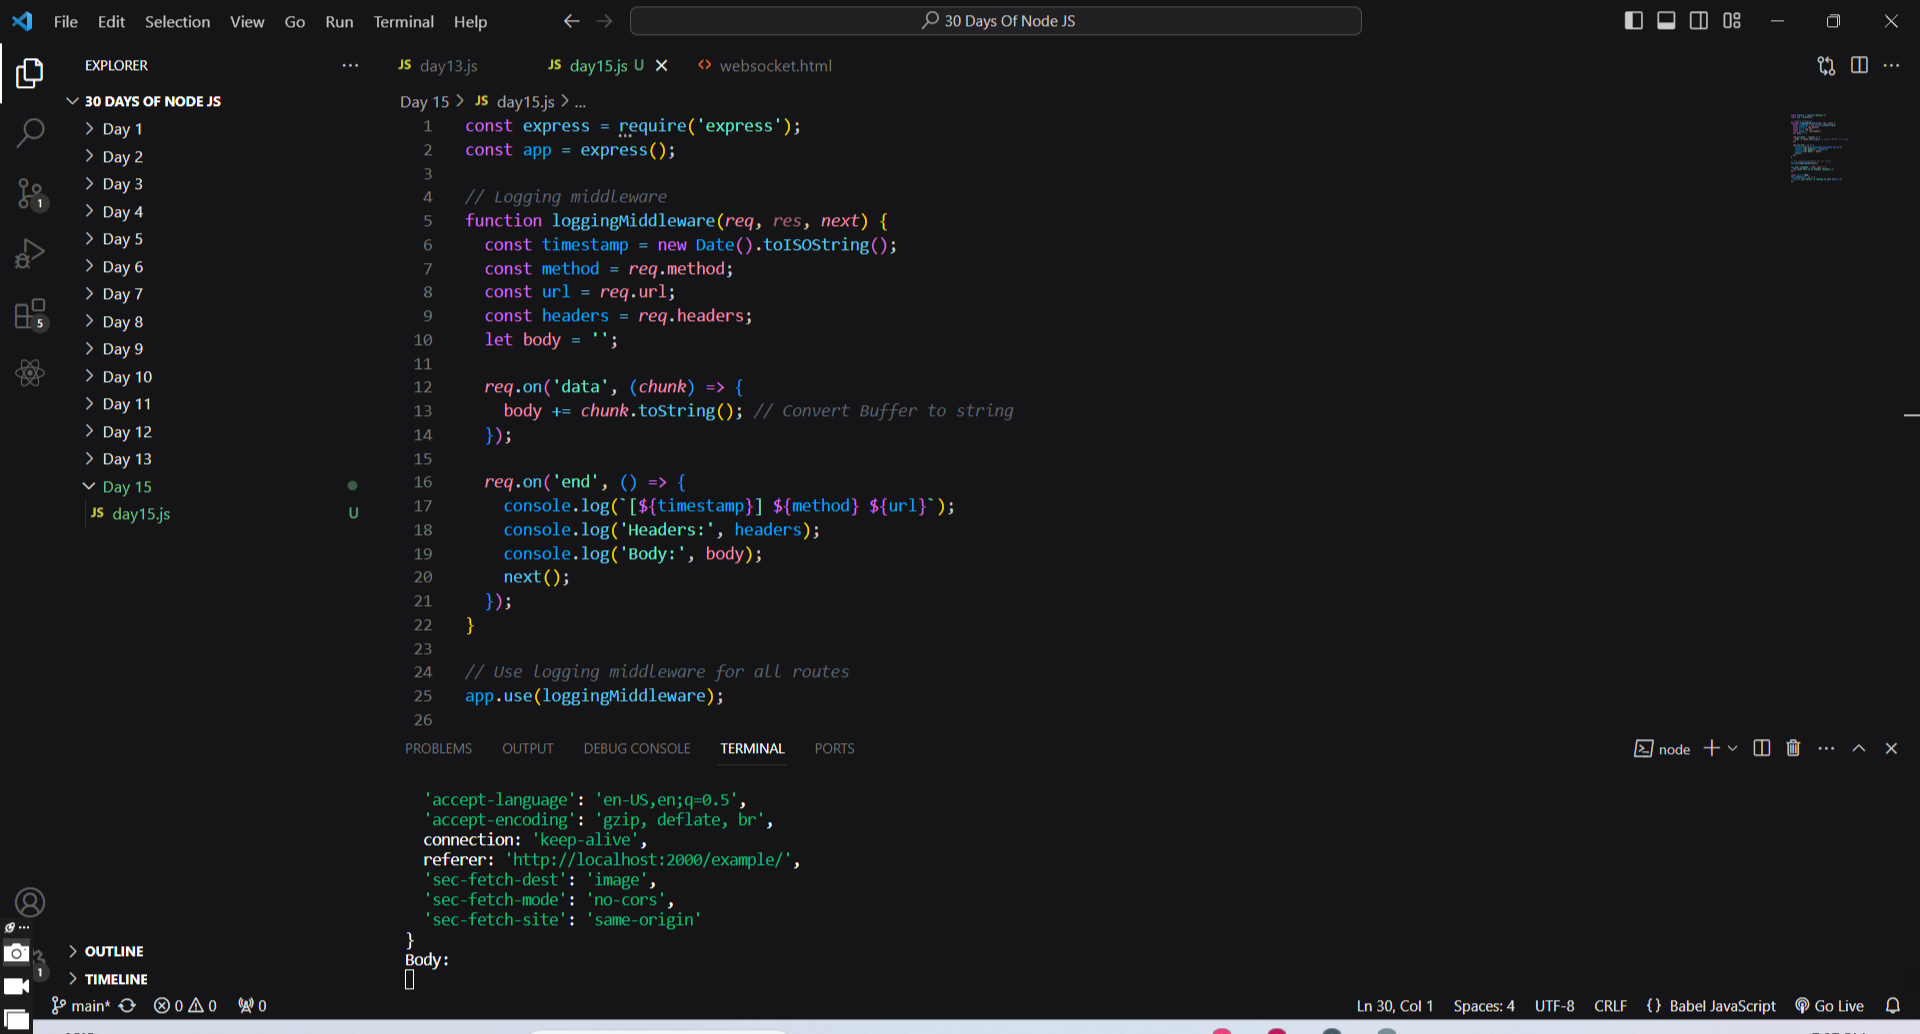 File Edit Selection View Go Run Terminal Help
30 Days Of Node JS
EXPLORER
30 DAYS OF NODE JS
Day 1
Day 2
Day 3
Day 4
Day 5
Day 6
Day 7
Day 8
Day 9
Day 10
Day 11
Day 12
Day 13
Day 15
JS day15.js U
OUTLINE
TIMELINE
1
5
1
JS day13.js JS day15.js U websocket.html
Day 15 > JS day15.js > ...
1 const express = require('express');
2 const app = express();
3
4 // Logging middleware
5 function loggingMiddleware(req, res, next) {
6 const timestamp = new Date().toISOString();
7 const method = req.method;
8 const url = req.url;
9 const headers = req.headers;
10 let body = '';
11
12 req.on('data', (chunk) => {
13 body += chunk.toString(); // Convert Buffer to string
14 });
15
16 req.on('end', () => {
17 console.log(`[${timestamp}] ${method} ${url}`);
18 console.log('Headers:', headers);
19 console.log('Body:', body);
20 next();
21 });
22 }
23
24 // Use logging middleware for all routes
25 app.use(loggingMiddleware);
26
PROBLEMS OUTPUT DEBUG CONSOLE TERMINAL PORTS
node
'accept-language': 'en-US,en;q=0.5',
'accept-encoding': 'gzip, deflate, br',
connection: 'keep-alive',
referer: 'http://localhost:2000/example/',
'sec-fetch-dest': 'image',
'sec-fetch-mode': 'no-cors',
'sec-fetch-site': 'same-origin'
}
Body:
main* 0 0 0
Ln 30, Col 1 Spaces: 4 UTF-8 CRLF {} Babel JavaScript Go Live